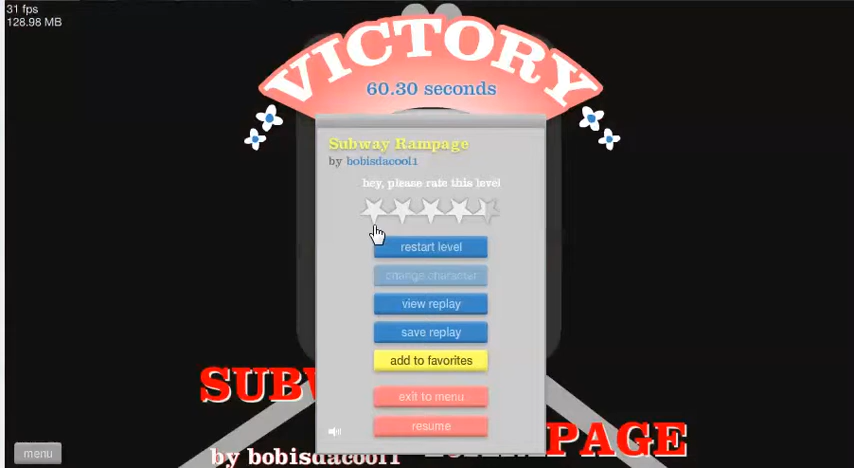 31 fps
128.98 MB
VICTORY
60.30 seconds
Subway Rampage
by bobisdacool1
hey, please rate this level
restart level
change character
view replay
save replay
add to favorites
exit to menu
resume
SUBW
PAGE
by bobisdacool1
menu